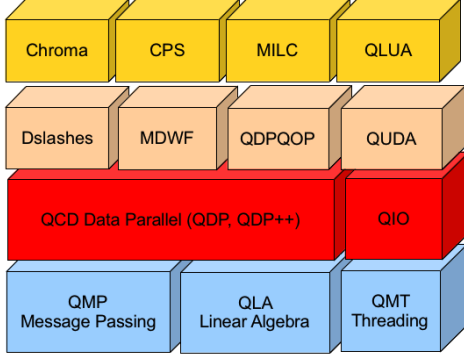 Chroma CPS MILC QLUA
Dslashes MDWF QDPQOP QUDA
QCD Data Parallel (QDP, QDP++) QIO
QMP QLA QMT
Message Passing Linear Algebra Threading